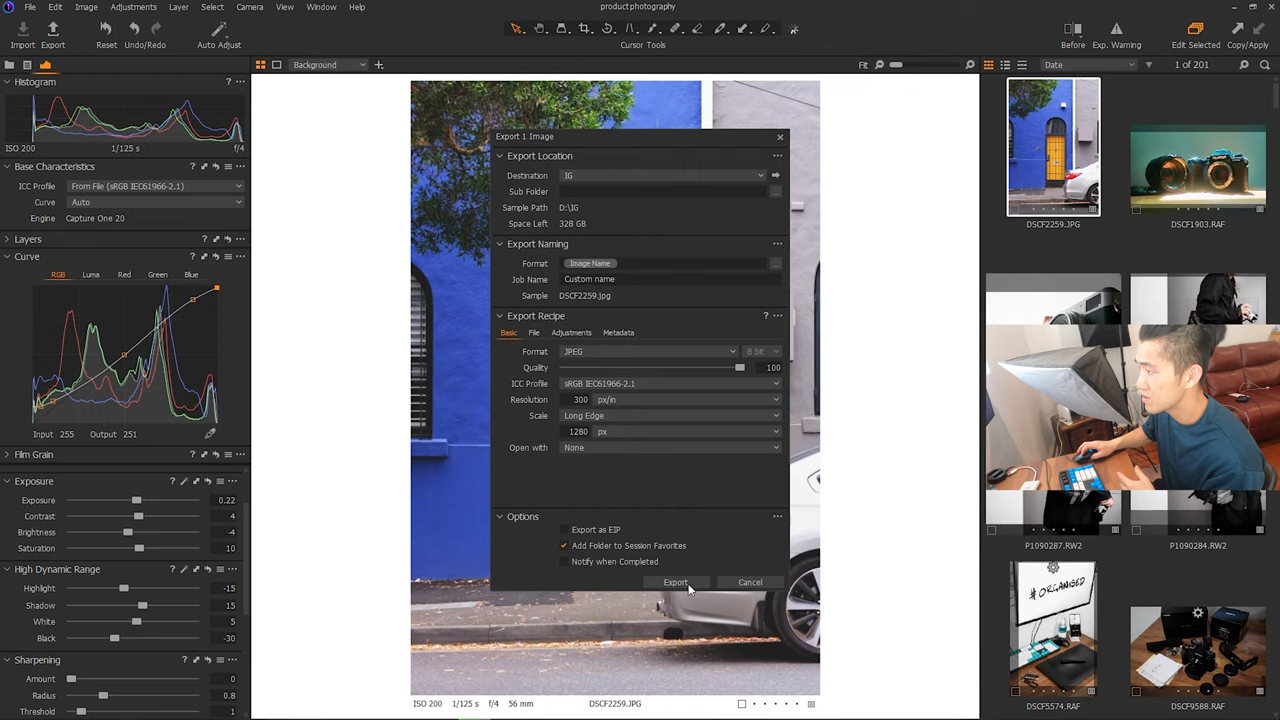 File Edit Image Adjustments Layer Select Camera View Window Help
product photography
Import Export Reset Undo/Redo Auto Adjust
Cursor Tools
Before Exp. Warning Edit Selected Copy/Apply
Background
Fit
Date
1 of 201
Histogram
ISO 200 1/125 s f/4
Base Characteristics
ICC Profile From File (sRGB IEC61966-2.1)
Curve Auto
Engine Capture One 20
Layers
Curve
RGB Luma Red Green Blue
Input 255 Output 251
Film Grain
Exposure
Exposure 0.22
Contrast 4
Brightness -4
Saturation 10
High Dynamic Range
Highlight -15
Shadow 15
White 5
Black -30
Sharpening
Amount 0
Radius 0.8
Threshold 1
Export 1 Image
Export Location
Destination IG
Sub Folder
Sample Path D:\IG
Space Left 328 GB
Export Naming
Format Image Name
Job Name Custom name
Sample DSCF2259.jpg
Export Recipe
Basic File Adjustments Metadata
Format JPEG 8 bit
Quality 100
ICC Profile sRGB IEC61966-2.1
Resolution 300 px/in
Scale Long Edge
1280 px
Open with None
Options
Export as EIP
Add Folder to Session Favorites
Notify when Completed
Export Cancel
ISO 200 1/125 s f/4 56 mm DSCF2259.JPG
DSCF2259.JPG DSCF1903.RAF
P1090287.RW2 P1090284.RW2
#ORGANISED
DSCF5574.RAF DSCF9588.RAF